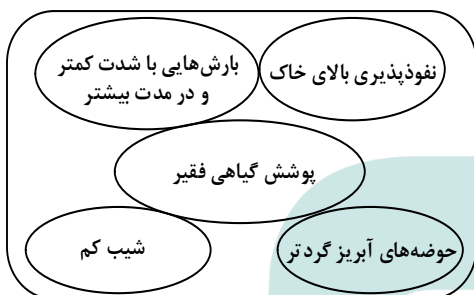 نفوذپذیری بالای خاک
بارش‌هایی با شدت کمتر
و در مدت بیشتر
پوشش گیاهی فقیر
حوضه‌های آبریز گردتر
شیب کم